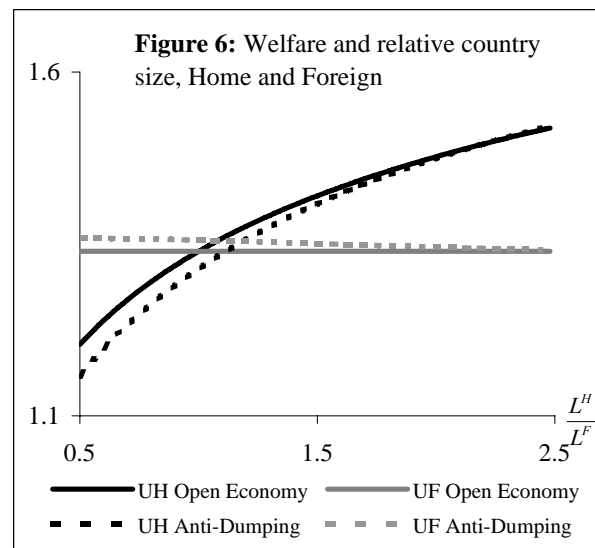 Figure 6: Welfare and relative country
size, Home and Foreign
1.6
1.1
0.5 1.5 2.5
L^H
L^F
UH Open Economy UF Open Economy
UH Anti-Dumping UF Anti-Dumping